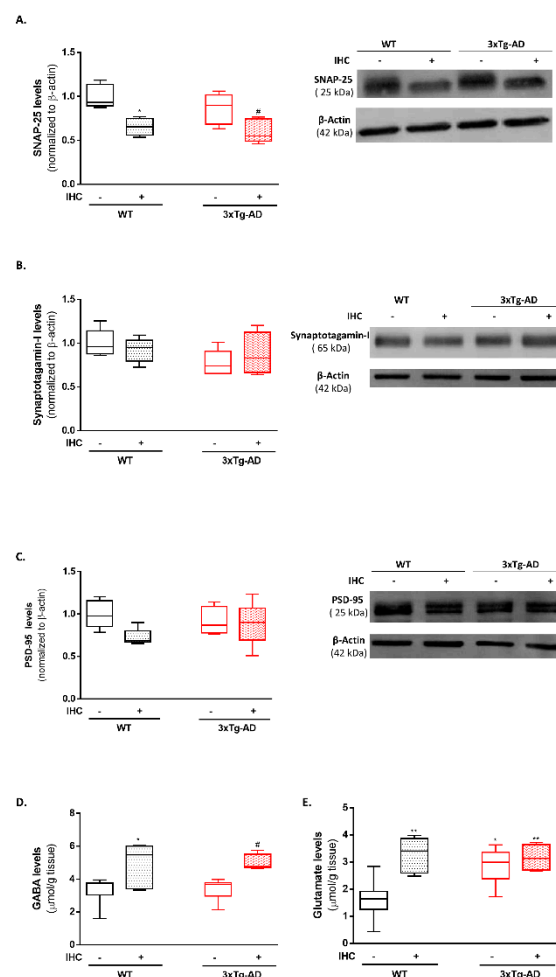 A.
SNAP-25 levels
(normalized to β-actin)
1.5
1.0
0.5
0.0
*
#
IHC - + - +
WT 3xTg-AD
WT 3xTg-AD
IHC - + - +
SNAP-25
( 25 kDa)
β-Actin
(42 kDa)
B.
Synaptotagamin-I levels
(normalized to β-actin)
1.5
1.0
0.5
0.0
IHC - + - +
WT 3xTg-AD
WT 3xTg-AD
IHC - + - +
Synaptotagamin-I
( 65 kDa)
β-Actin
(42 kDa)
C.
PSD-95 levels
(normalized to β-actin)
1.5
1.0
0.5
0.0
IHC - + - +
WT 3xTg-AD
WT 3xTg-AD
IHC - + - +
PSD-95
( 25 kDa)
β-Actin
(42 kDa)
D.
GABA levels
(μmol/g tissue)
8
6
4
2
0
*
#
IHC - + - +
WT 3xTg-AD
E.
Glutamate levels
(μmol/g tissue)
5
4
3
2
1
0
**
*
**
IHC - + - +
WT 3xTg-AD